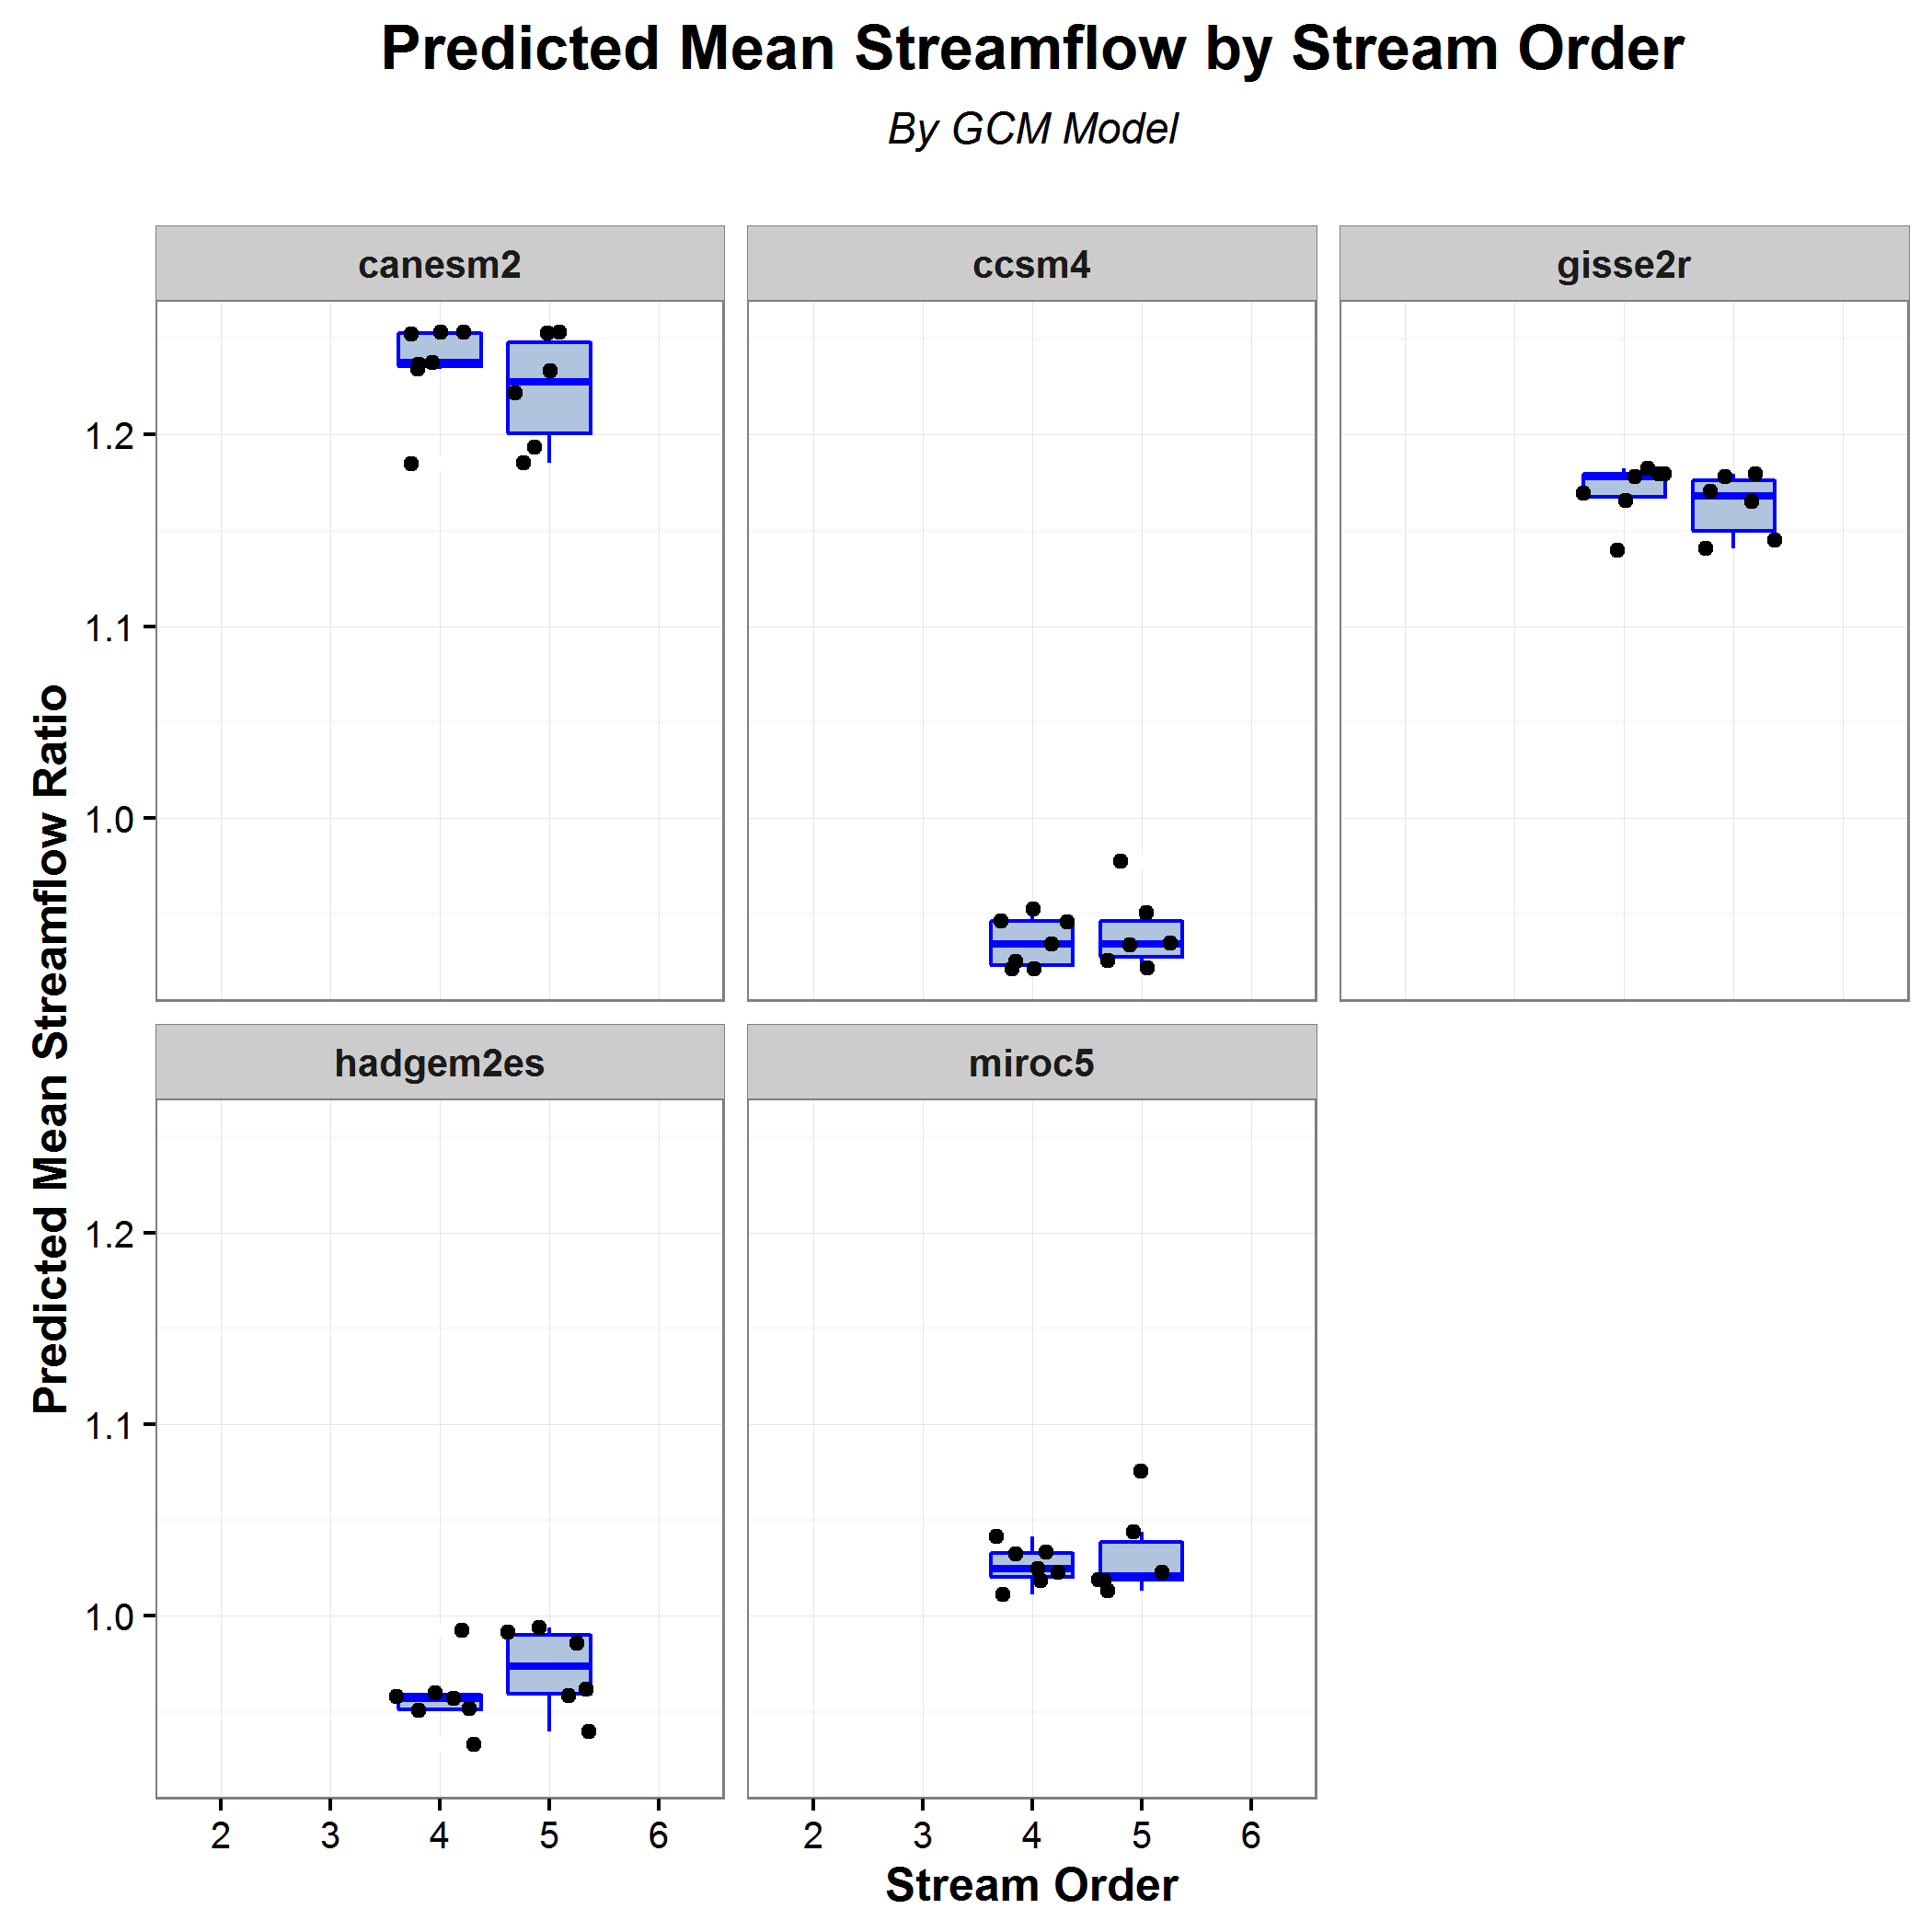 Predicted Mean Streamflow by Stream Order
By GCM Model
canesm2
ccsm4
gisse2r
1.2
1.1
1.0
Predicted Mean Streamflow Ratio
hadgem2es
miroc5
1.2
1.1
1.0
2 3 4 5 6
2 3 4 5 6
Stream Order